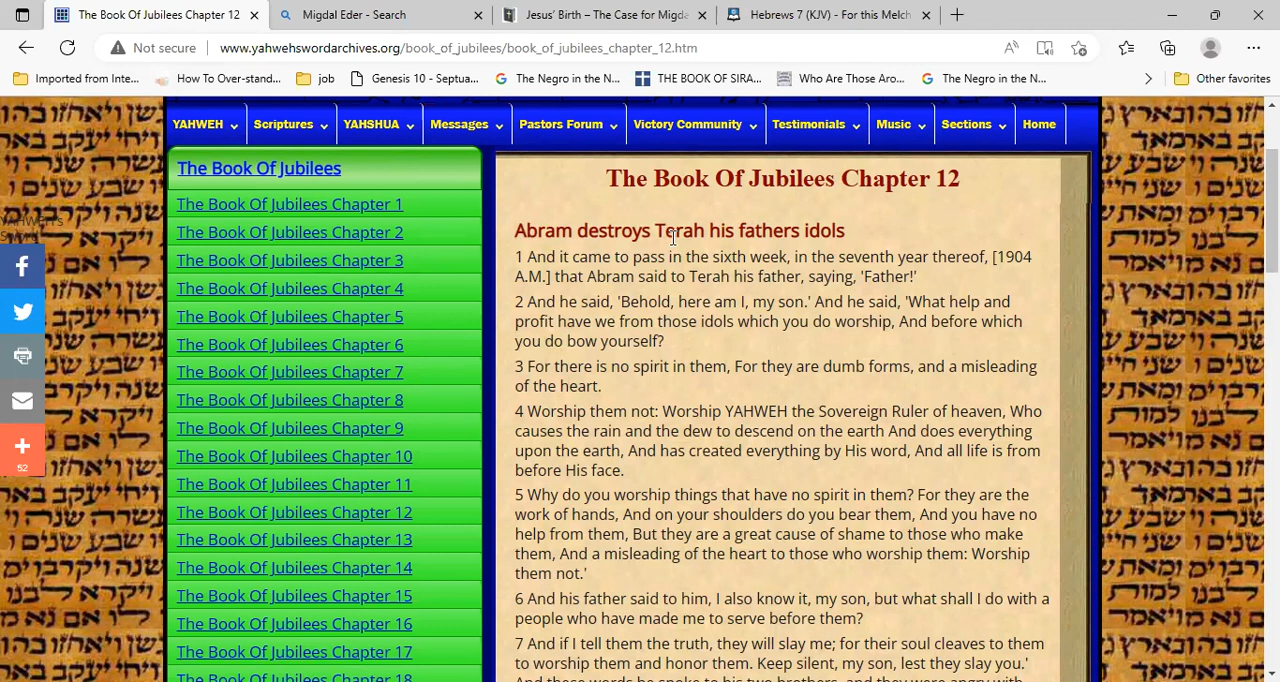 The Book Of Jubilees Chapter 12
Migdal Eder - Search
Jesus' Birth – The Case for Migda
Hebrews 7 (KJV) - For this Melch
Not secure
www.yahwehswordarchives.org/book_of_jubilees/book_of_jubilees_chapter_12.htm
Imported from Inte...
How To Over-stand...
job
Genesis 10 - Septua...
The Negro in the N...
THE BOOK OF SIRA...
Who Are Those Aro...
The Negro in the N...
Other favorites
YAHWEH
Scriptures
YAHSHUA
Messages
Pastors Forum
Victory Community
Testimonials
Music
Sections
Home
The Book Of Jubilees
The Book Of Jubilees Chapter 1
The Book Of Jubilees Chapter 2
The Book Of Jubilees Chapter 3
The Book Of Jubilees Chapter 4
The Book Of Jubilees Chapter 5
The Book Of Jubilees Chapter 6
The Book Of Jubilees Chapter 7
The Book Of Jubilees Chapter 8
The Book Of Jubilees Chapter 9
The Book Of Jubilees Chapter 10
The Book Of Jubilees Chapter 11
The Book Of Jubilees Chapter 12
The Book Of Jubilees Chapter 13
The Book Of Jubilees Chapter 14
The Book Of Jubilees Chapter 15
The Book Of Jubilees Chapter 16
The Book Of Jubilees Chapter 17
The Book Of Jubilees Chapter 18
52
The Book Of Jubilees Chapter 12
Abram destroys Terah his fathers idols
1 And it came to pass in the sixth week, in the seventh year thereof, [1904
A.M.] that Abram said to Terah his father, saying, 'Father!'
2 And he said, 'Behold, here am I, my son.' And he said, 'What help and
profit have we from those idols which you do worship, And before which
you do bow yourself?
3 For there is no spirit in them, For they are dumb forms, and a misleading
of the heart.
4 Worship them not: Worship YAHWEH the Sovereign Ruler of heaven, Who
causes the rain and the dew to descend on the earth And does everything
upon the earth, And has created everything by His word, And all life is from
before His face.
5 Why do you worship things that have no spirit in them? For they are the
work of hands, And on your shoulders do you bear them, And you have no
help from them, But they are a great cause of shame to those who make
them, And a misleading of the heart to those who worship them: Worship
them not.'
6 And his father said to him, I also know it, my son, but what shall I do with a
people who have made me to serve before them?
7 And if I tell them the truth, they will slay me; for their soul cleaves to them
to worship them and honor them. Keep silent, my son, lest they slay you.'
And these words he spoke to his two brothers, and they were angry with